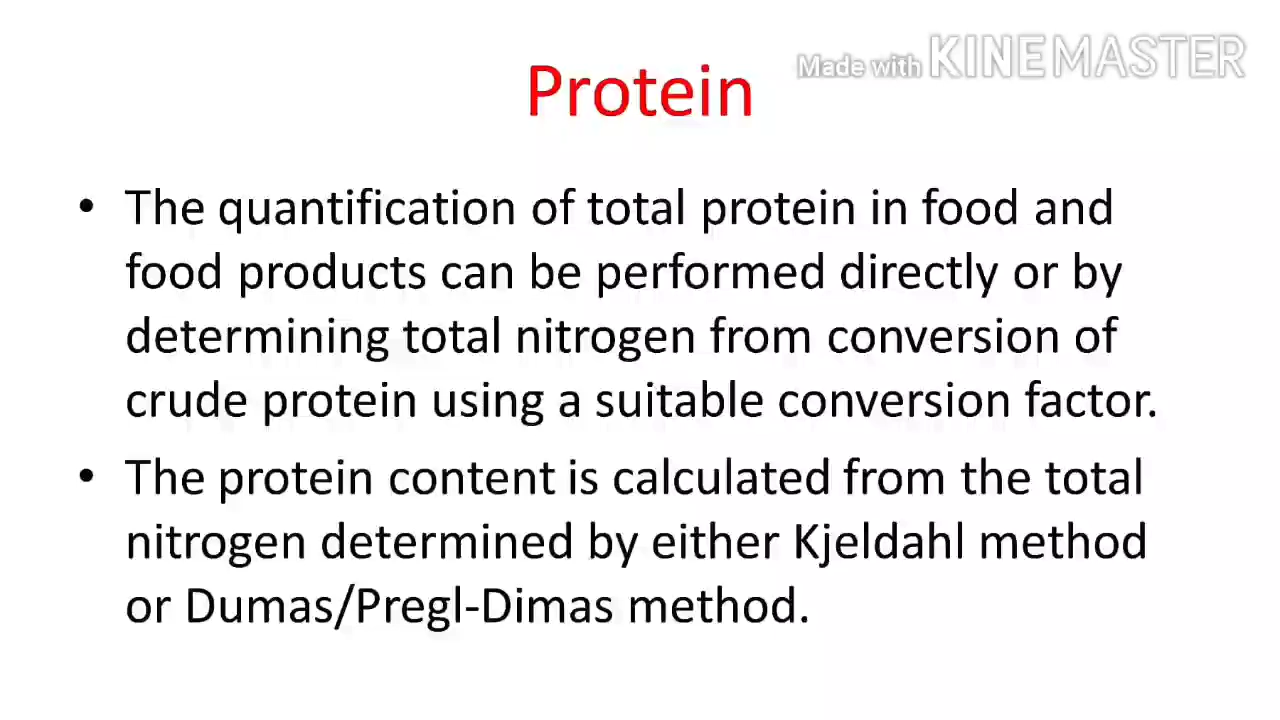 Made with KINEMASTER
Protein
• The quantification of total protein in food and
food products can be performed directly or by
determining total nitrogen from conversion of
crude protein using a suitable conversion factor.
• The protein content is calculated from the total
nitrogen determined by either Kjeldahl method
or Dumas/Pregl-Dimas method.